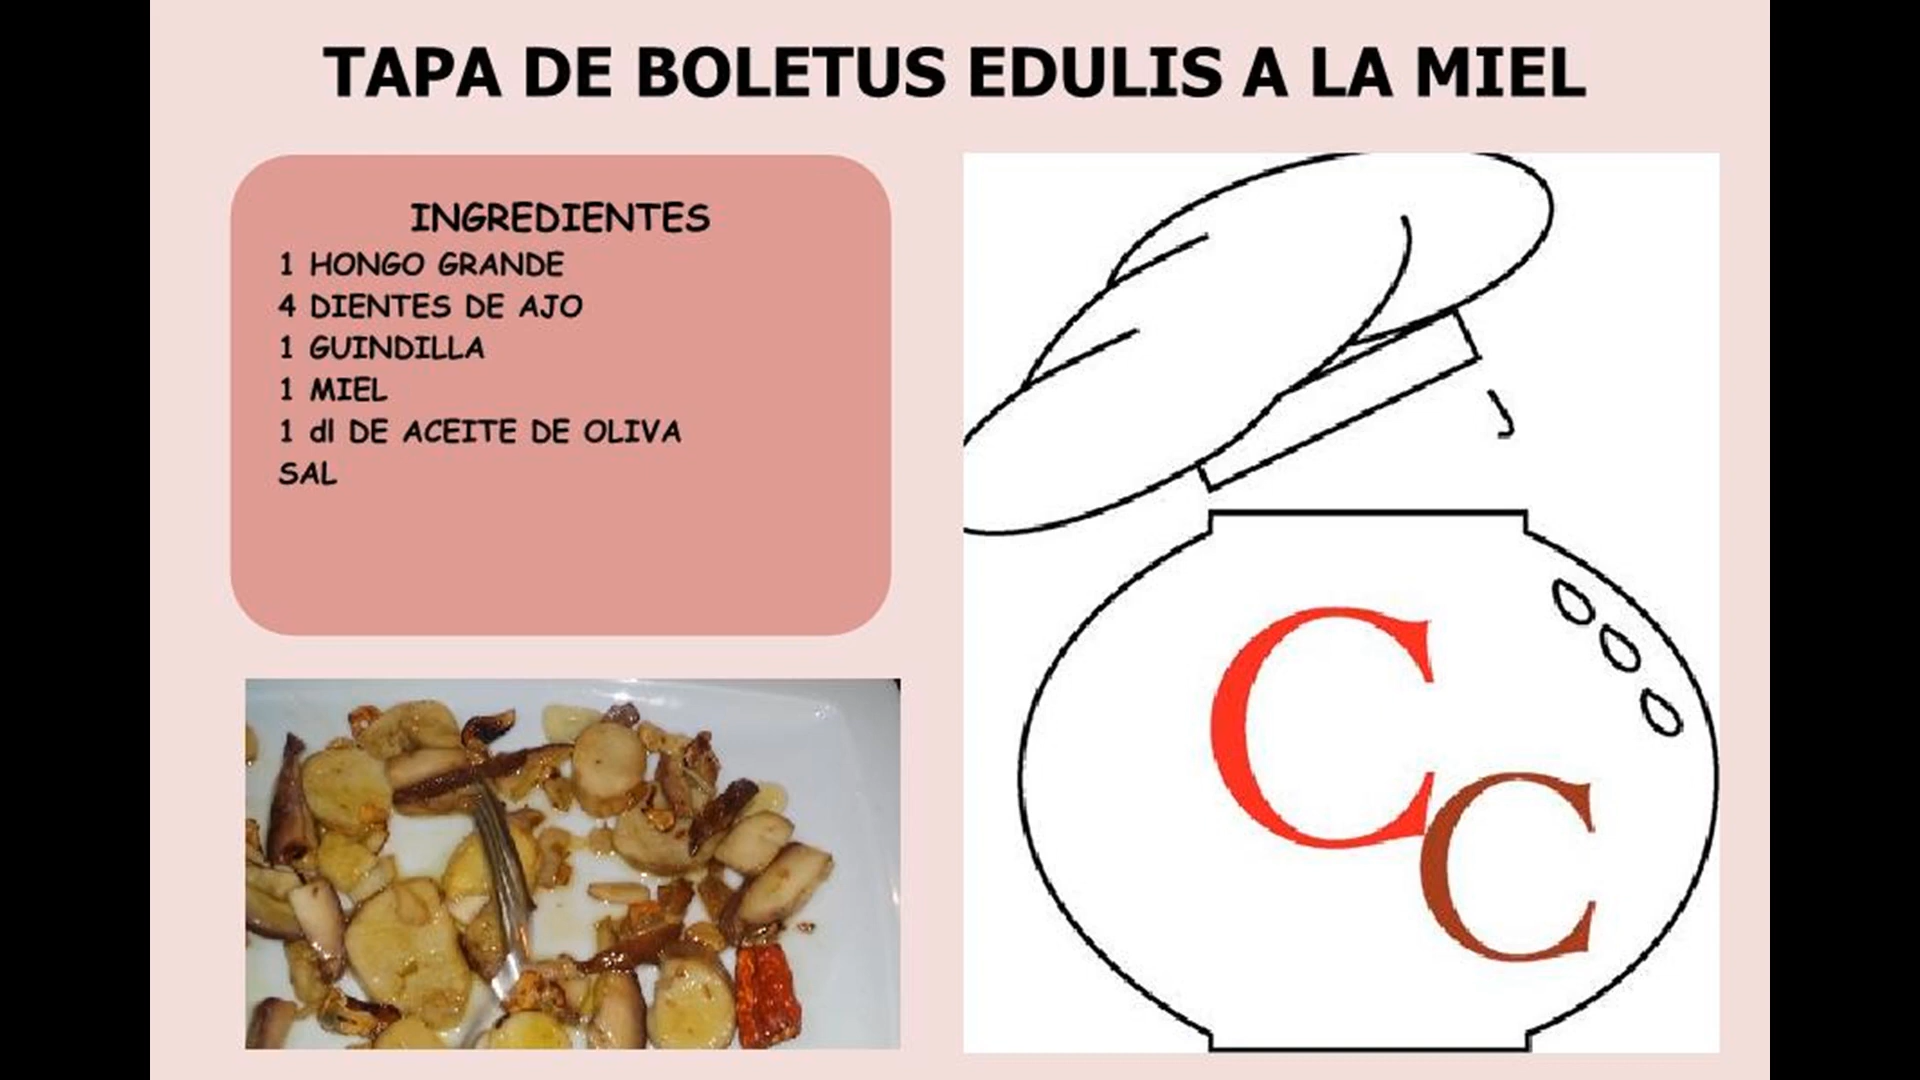 TAPA DE BOLETUS EDULIS A LA MIEL
INGREDIENTES
1 HONGO GRANDE
4 DIENTES DE AJO
1 GUINDILLA
1 MIEL
1 dl DE ACEITE DE OLIVA
SAL
C
C